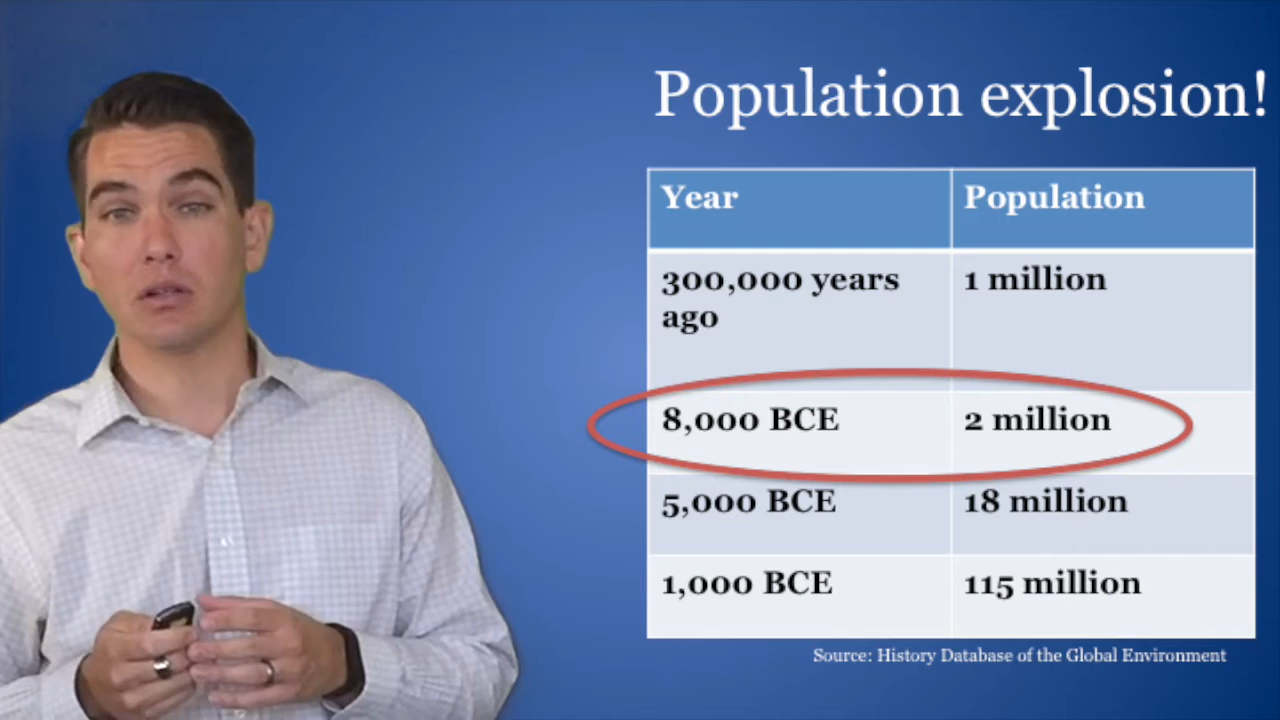 Population explosion!
Year Population
300,000 years 1 million
ago
8,000 BCE 2 million
5,000 BCE 18 million
1,000 BCE 115 million
Source: History Database of the Global Environment